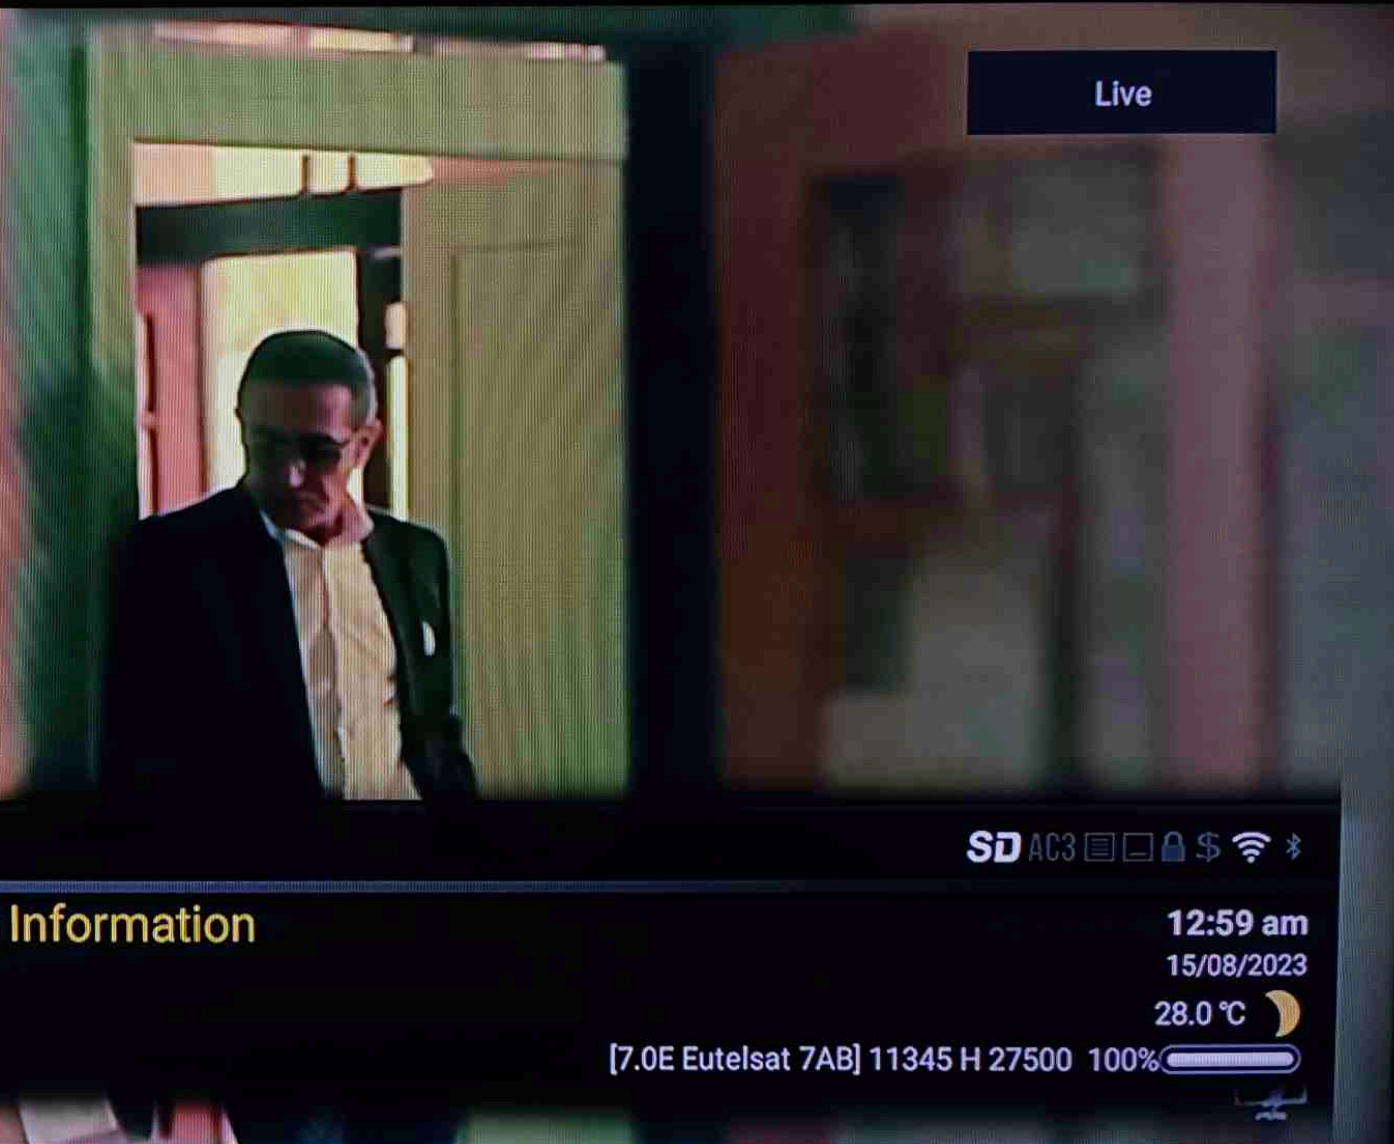 Live
SD AC3 $
Information
12:59 am
15/08/2023
28.0 °C
[7.0E Eutelsat 7AB] 11345 H 27500 100%